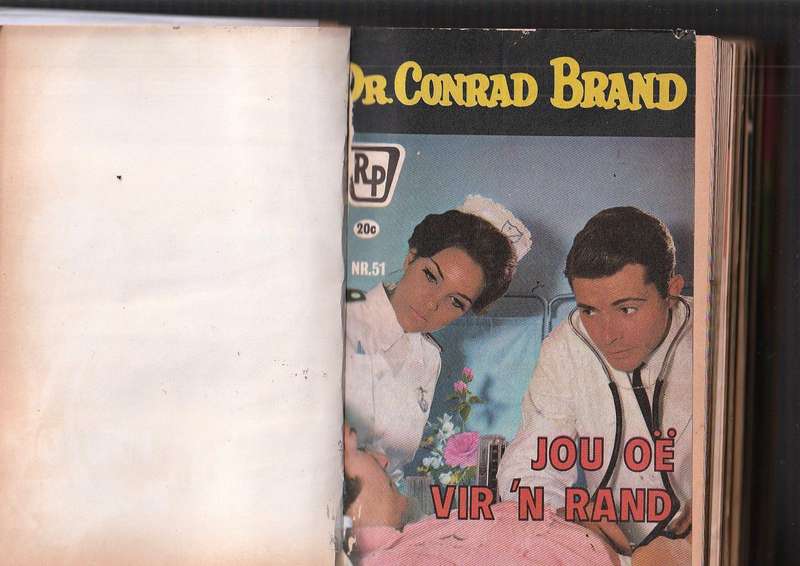 DR. CONRAD BRAND
RP
20c
NR.51
JOU OË
VIR 'N RAND